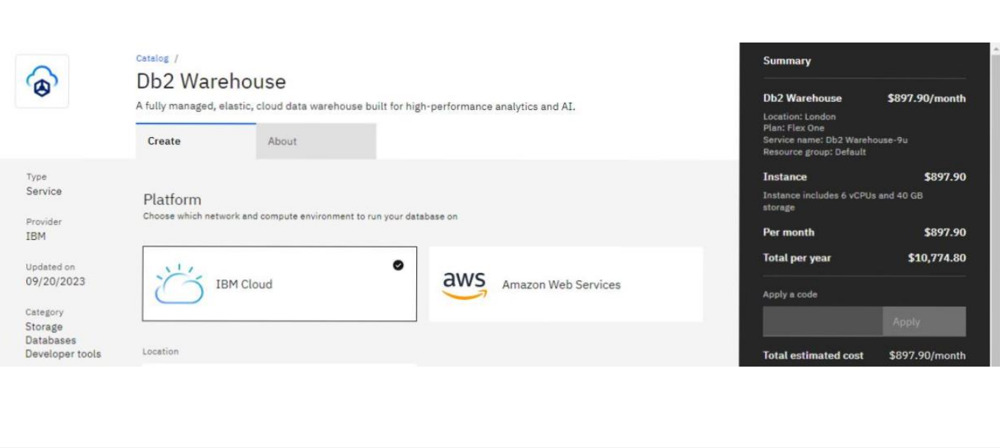 Catalog /
Db2 Warehouse
A fully managed, elastic, cloud data warehouse built for high-performance analytics and AI.
Create
About
Type
Service
Provider
IBM
Updated on
09/20/2023
Category
Storage
Databases
Developer tools
Platform
Choose which network and compute environment to run your database on
IBM Cloud
aws
Amazon Web Services
Location
Summary
Db2 Warehouse $897.90/month
Location: London
Plan: Flex One
Service name: Db2 Warehouse-9u
Resource group: Default
Instance $897.90
Instance includes 6 vCPUs and 40 GB
storage
Per month $897.90
Total per year $10,774.80
Apply a code
Apply
Total estimated cost $897.90/month